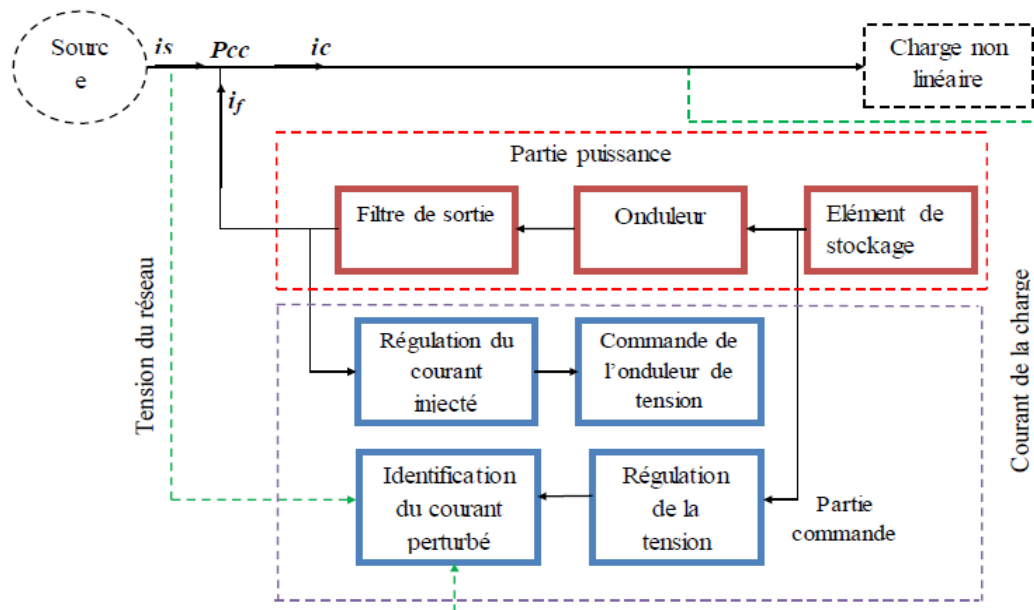 Sourc
e
is
Pcc
ic
Charge non
linéaire
if
Partie puissance
Filtre de sortie
Onduleur
Elément de
stockage
Tension du réseau
Courant de la charge
Régulation du
courant
injecté
Commande de
l'onduleur de
tension
Identification
du courant
perturbé
Régulation
de la
tension
Partie
commande